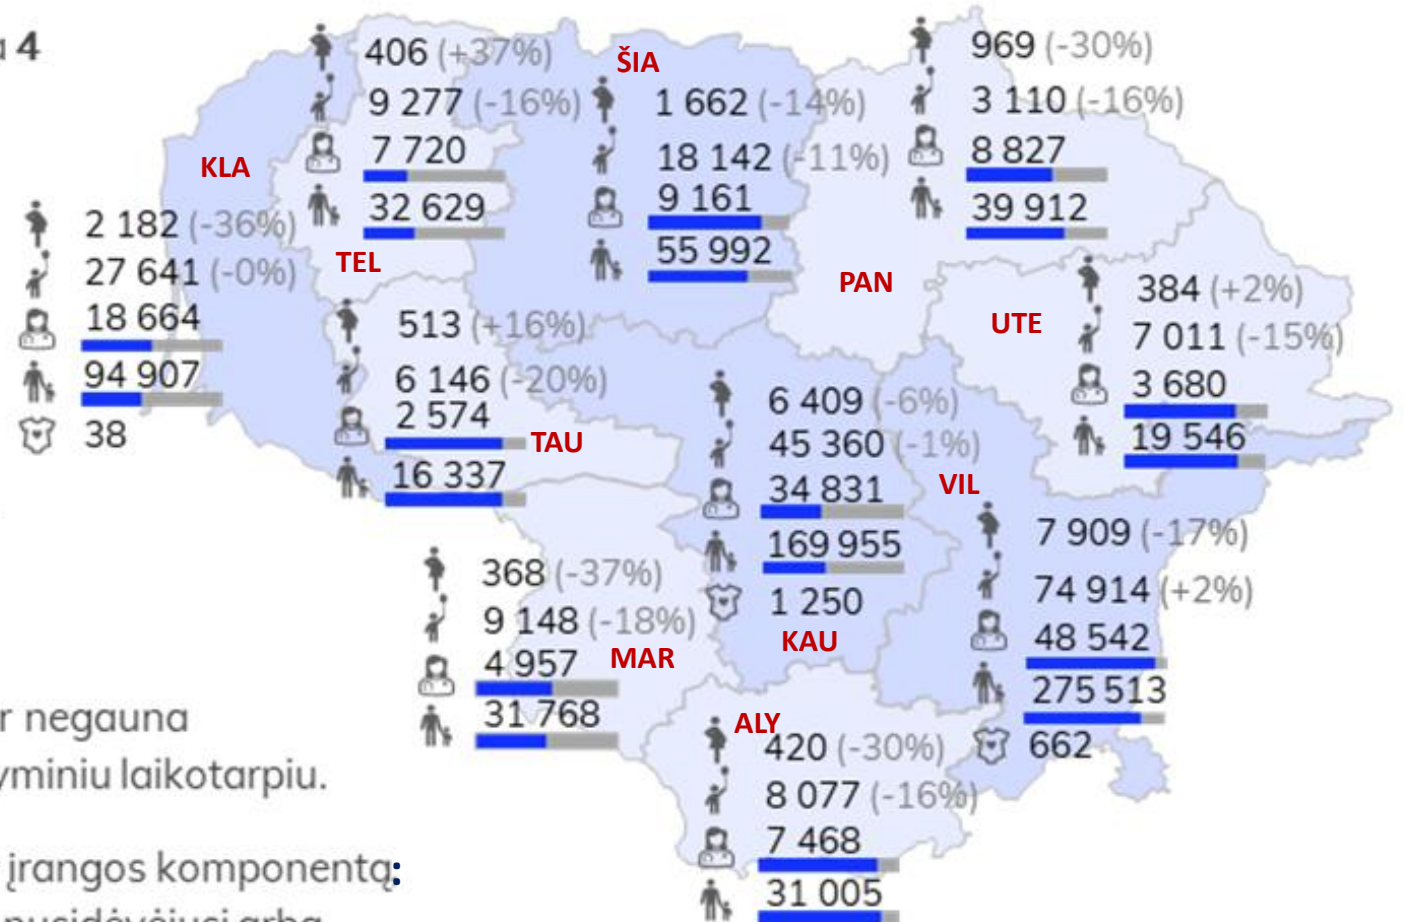 4
406 (+37%)
9 277 (-16%)
7 720
32 629
TEL
ŠIA
1 662 (-14%)
18 142 (-11%)
9 161
55 992
969 (-30%)
3 110 (-16%)
8 827
39 912
PAN
KLA
2 182 (-36%)
27 641 (-0%)
18 664
94 907
38
513 (+16%)
6 146 (-20%)
2 574
TAU
16 337
UTE
384 (+2%)
7 011 (-15%)
3 680
19 546
6 409 (-6%)
45 360 (-1%)
34 831
169 955
1 250
KAU
VIL
7 909 (-17%)
74 914 (+2%)
48 542
275 513
662
368 (-37%)
9 148 (-18%)
4 957
MAR
31 768
ALY
420 (-30%)
8 077 (-16%)
7 468
31 005
r negauna
yminiu laikotarpiu.
įrangos komponentą:
nusidėvėjusi arba